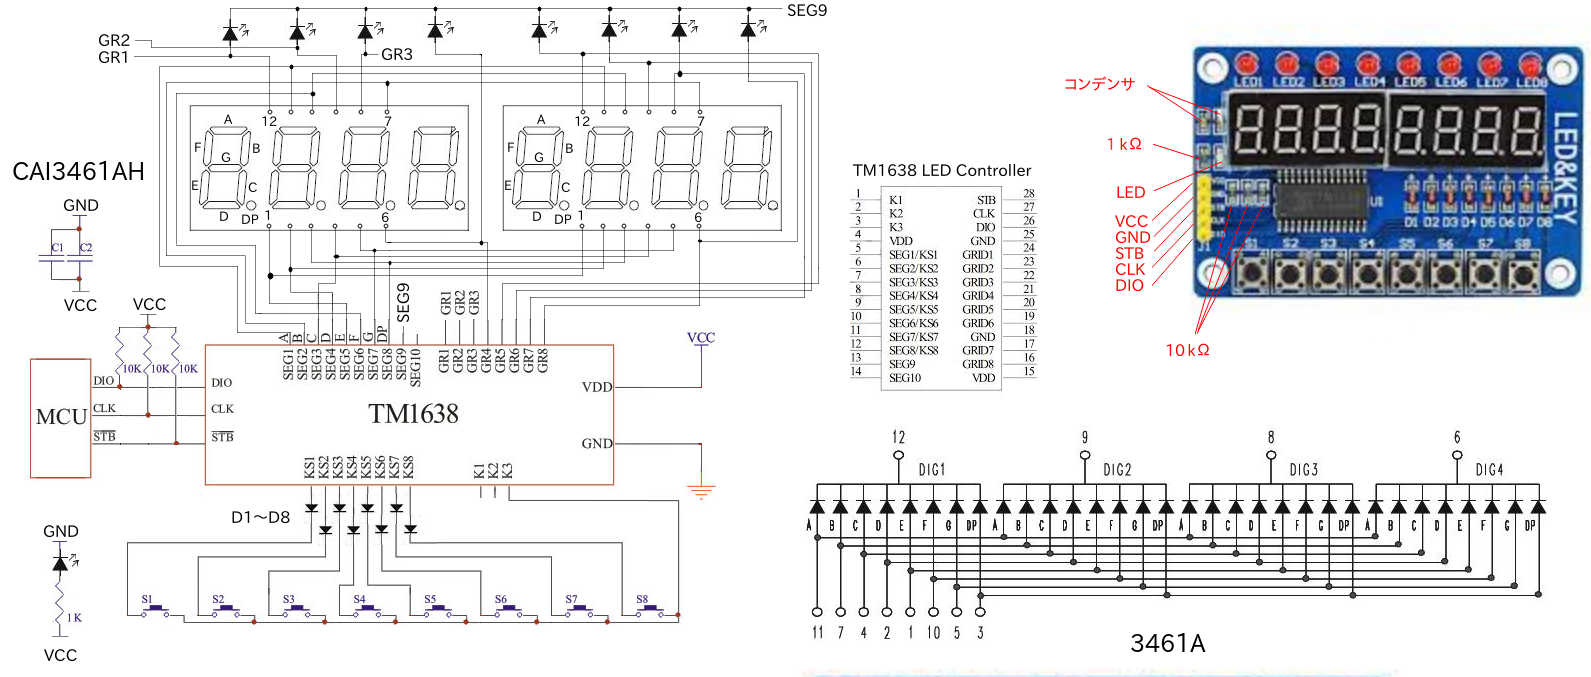 SEG9
GR2
GR1
GR3
12
7
A
F
B
G
E
C
D
DP
1
6
12
7
A
F
B
G
E
C
D
DP
1
6
CAI3461AH
GND
C1
C2
VCC
VCC
10K
10K
10K
MCU
DIO
CLK
STB
DIO
CLK
STB
A
B
C
D
E
F
G
DP
SEG9
GR1
GR2
GR3
SEG1
SEG2
SEG3
SEG4
SEG5
SEG6
SEG7
SEG8
SEG9
SEG10
GR1
GR2
GR3
GR4
GR5
GR6
GR7
GR8
TM1638
VDD
GND
VCC
KS1
KS2
KS3
KS4
KS5
KS6
KS7
KS8
K1
K2
K3
D1〜D8
S1
S2
S3
S4
S5
S6
S7
S8
GND
1K
VCC
TM1638 LED Controller
1 K1 STB 28
2 K2 CLK 27
3 K3 DIO 26
4 VDD GND 25
5 SEG1/KS1 GRID1 24
6 SEG2/KS2 GRID2 23
7 SEG3/KS3 GRID3 22
8 SEG4/KS4 GRID4 21
9 SEG5/KS5 GRID5 20
10 SEG6/KS6 GRID6 19
11 SEG7/KS7 GND 18
12 SEG8/KS8 GRID7 17
13 SEG9 GRID8 16
14 SEG10 VDD 15
コンデンサ
1kΩ
LED
VCC
GND
STB
CLK
DIO
10kΩ
LED1 LED2 LED3 LED4 LED5 LED6 LED7 LED8
LED&KEY
U1
D1 D2 D3 D4 D5 D6 D7 D8
J1
S1 S2 S3 S4 S5 S6 S7 S8
12 9 8 6
DIG1 DIG2 DIG3 DIG4
A B C D E F G DP A B C D E F G DP A B C D E F G DP A B C D E F G DP
11 7 4 2 1 10 5 3
3461A